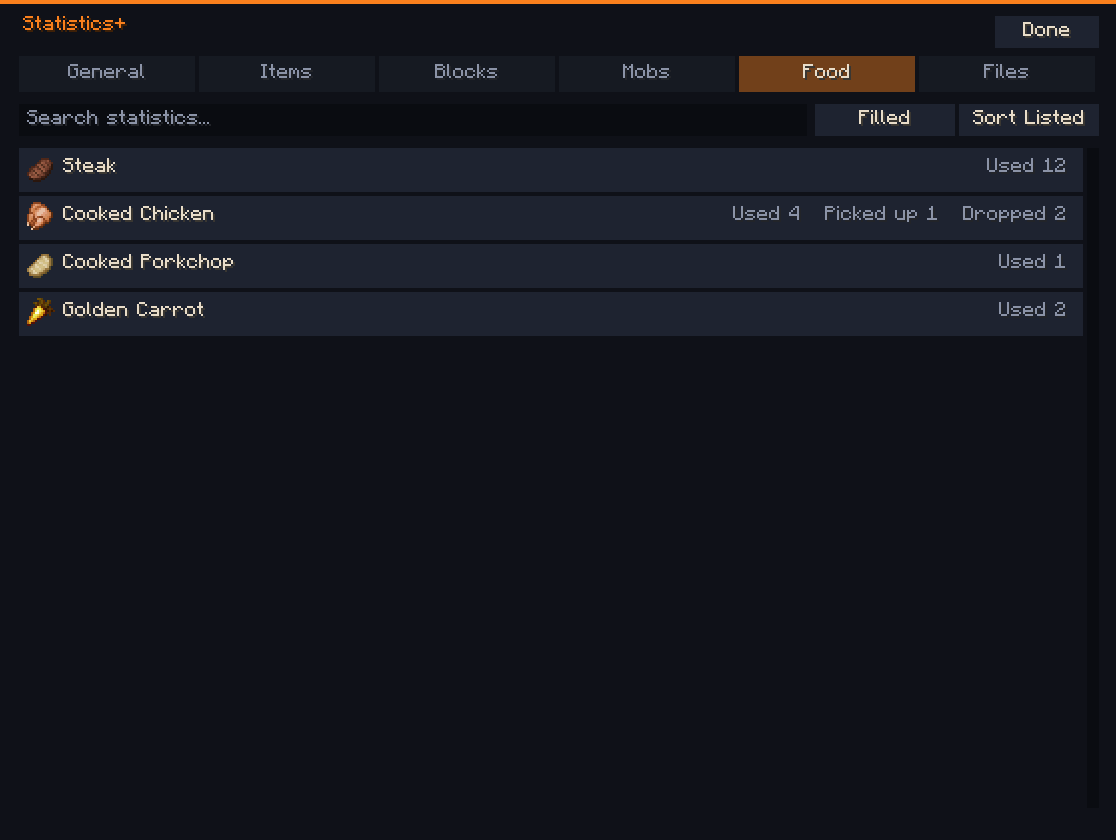 Statistics+
Done
General Items Blocks Mobs Food Files
Search statistics... Filled Sort Listed
Steak Used 12
Cooked Chicken Used 4 Picked up 1 Dropped 2
Cooked Porkchop Used 1
Golden Carrot Used 2